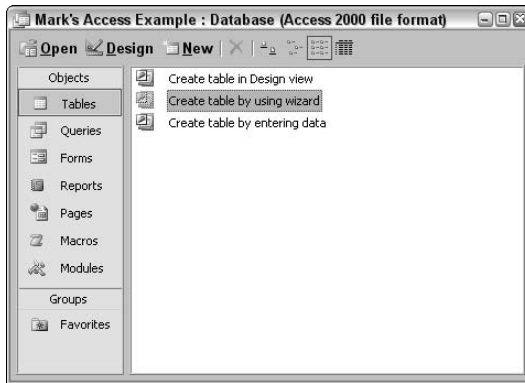 Mark's Access Example : Database (Access 2000 file format)
Open Design New
Objects
Tables
Queries
Forms
Reports
Pages
Macros
Modules
Groups
Favorites
Create table in Design view
Create table by using wizard
Create table by entering data